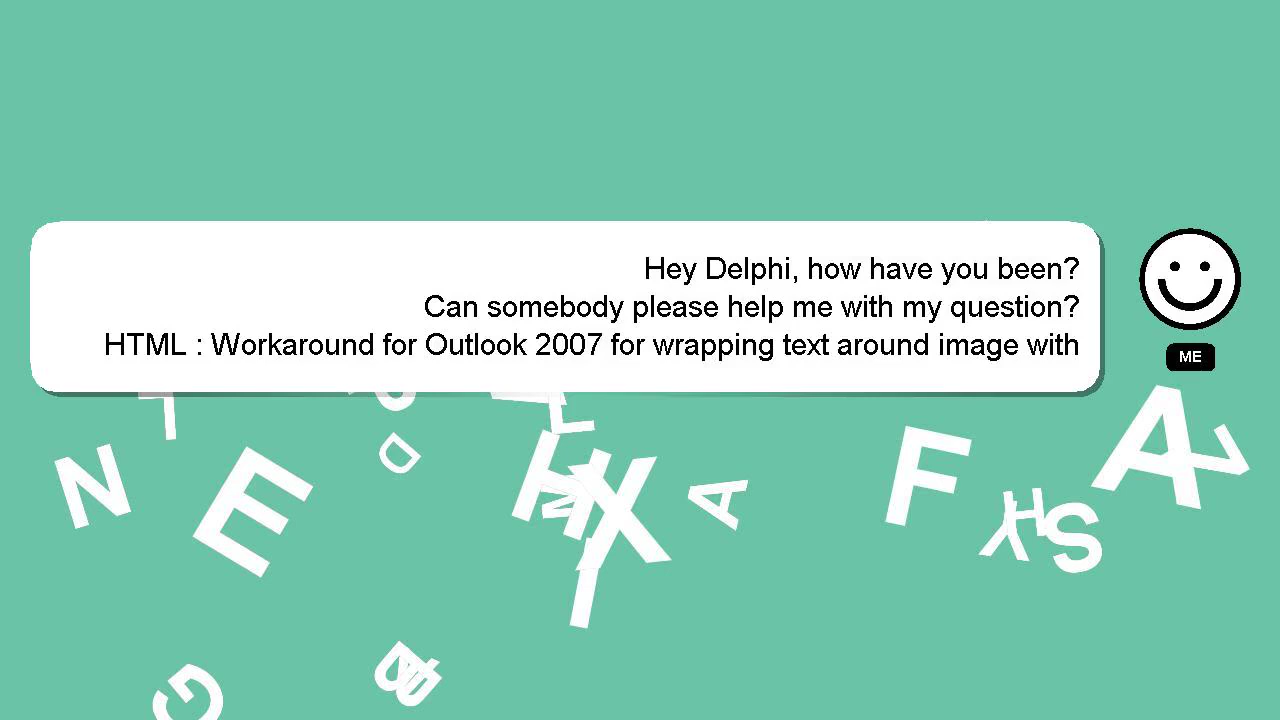 Hey Delphi, how have you been?
Can somebody please help me with my question?
HTML : Workaround for Outlook 2007 for wrapping text around image with
ME
N
E
D
L
H
X
A
F
A
H
S
G
B